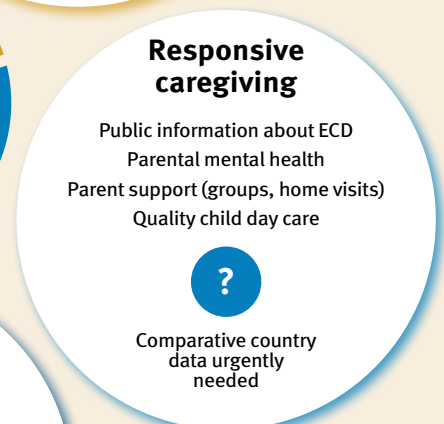 Responsive
caregiving
Public information about ECD
Parental mental health
Parent support (groups, home visits)
Quality child day care
?
Comparative country
data urgently
needed